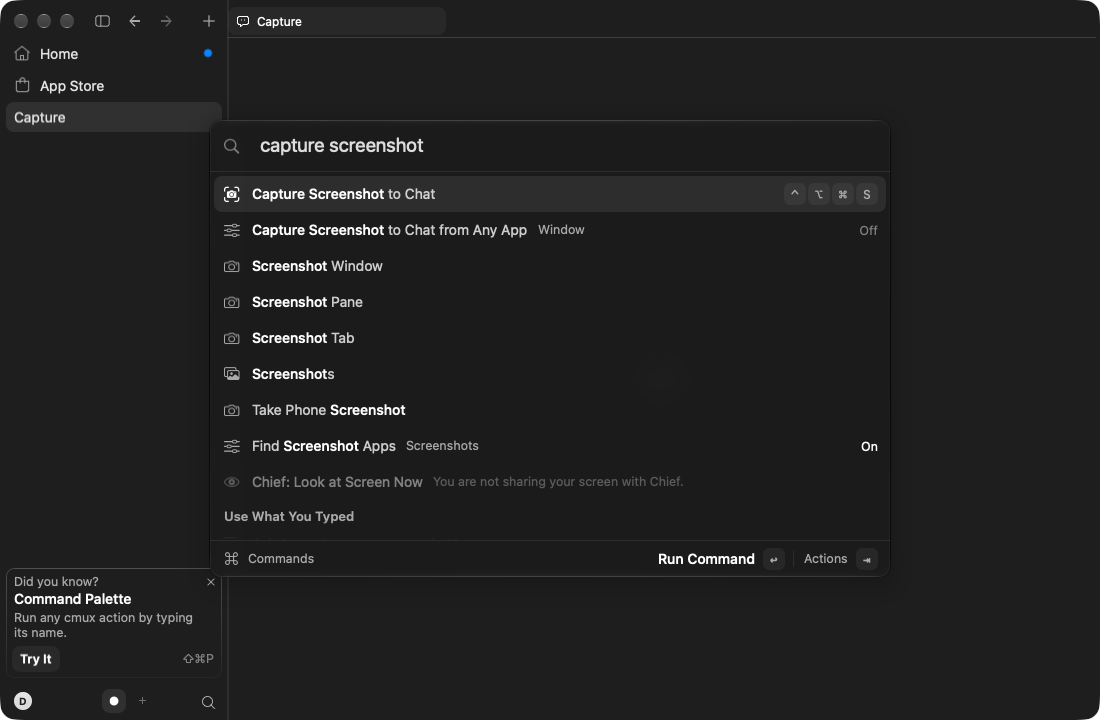 Capture
Home
App Store
Capture
capture screenshot
Capture Screenshot to Chat ^ ⌥ ⌘ S
Capture Screenshot to Chat from Any App Window Off
Screenshot Window
Screenshot Pane
Screenshot Tab
Screenshots
Take Phone Screenshot
Find Screenshot Apps Screenshots On
Chief: Look at Screen Now You are not sharing your screen with Chief.
Use What You Typed
⌘ Commands Run Command ↩ Actions ⇥
Did you know?
Command Palette
Run any cmux action by typing
its name.
Try It ⇧⌘P
D